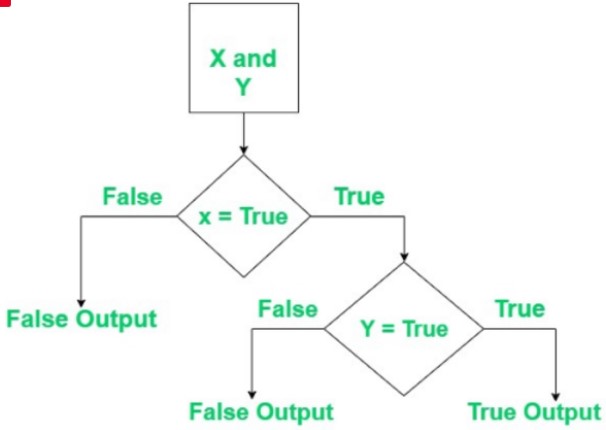 X and
Y
False
True
x = True
False Output
False
True
Y = True
False Output
True Output